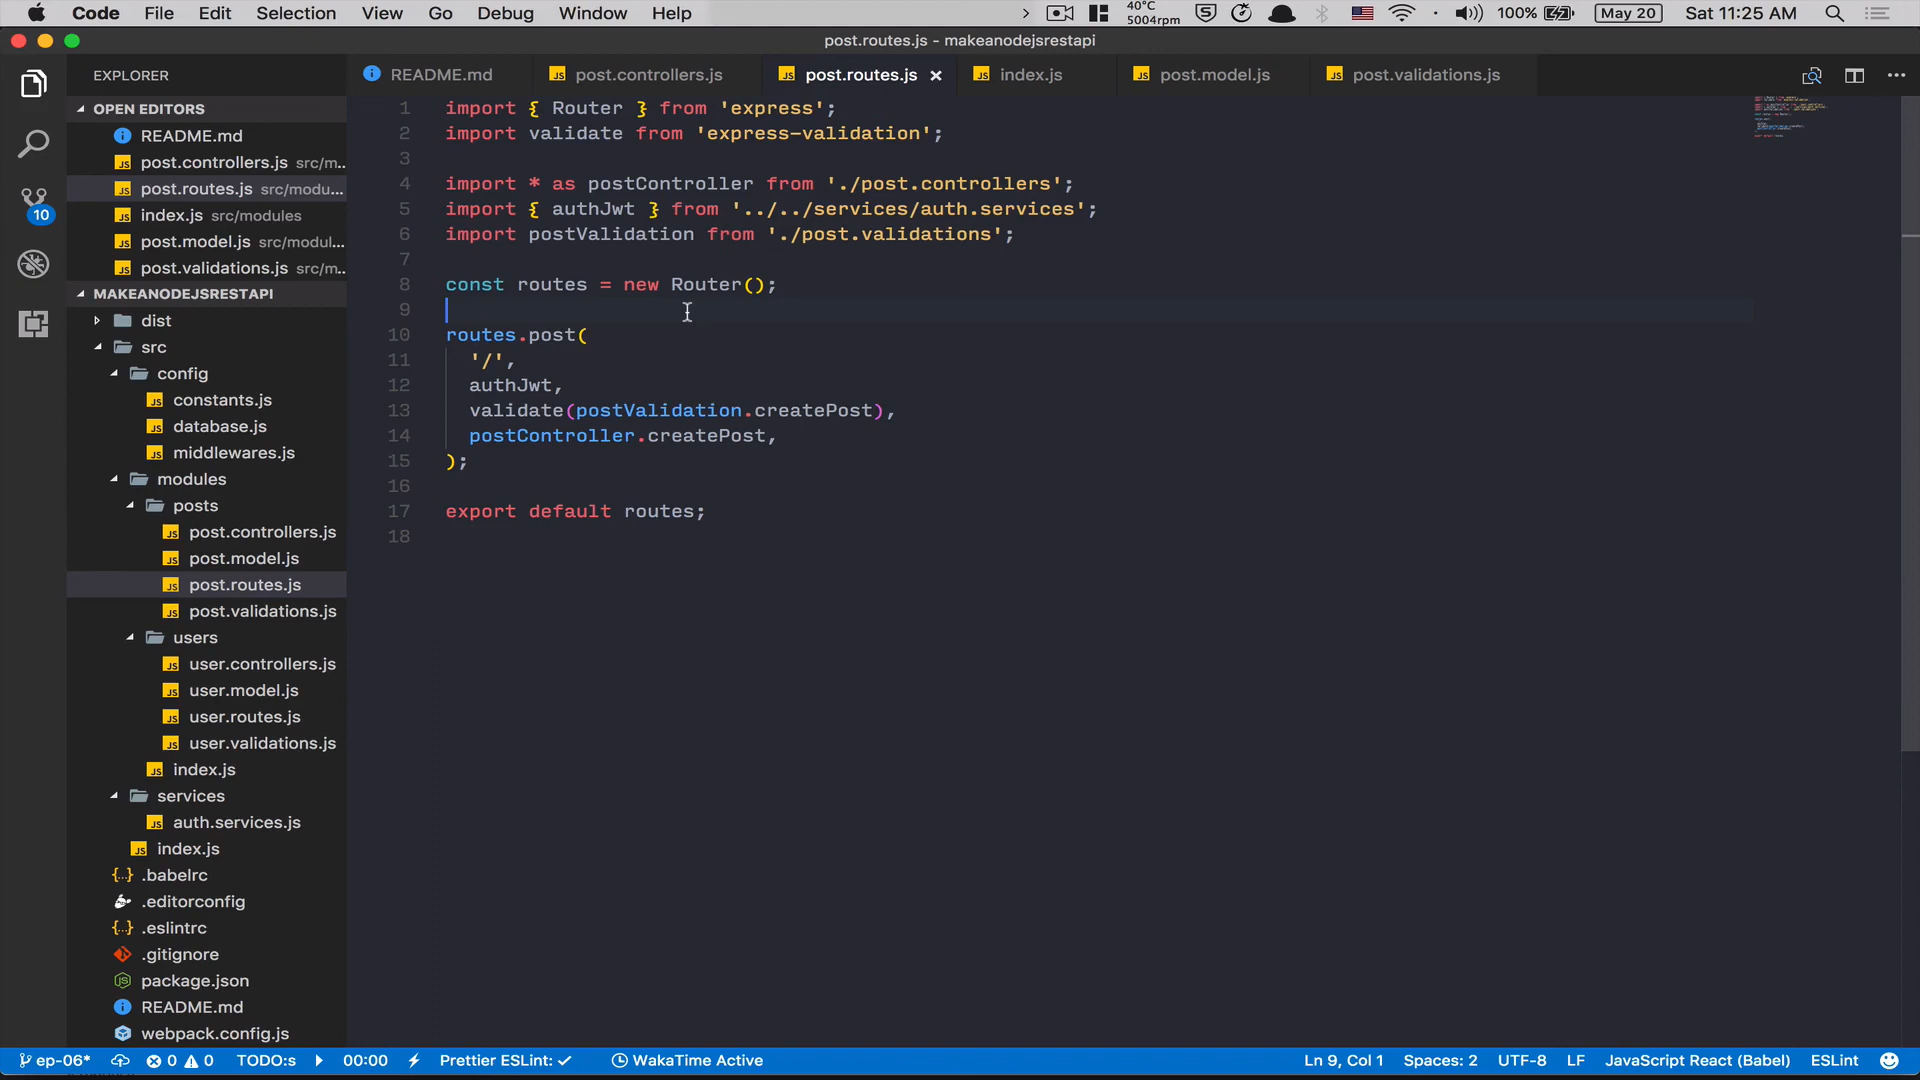 Code File Edit Selection View Go Debug Window Help 40°C 5004rpm 100% May 20 Sat 11:25 AM
post.routes.js - makeanodejsrestapi
EXPLORER
README.md post.controllers.js post.routes.js index.js post.model.js post.validations.js
OPEN EDITORS
README.md
post.controllers.js src/m...
post.routes.js src/modu...
index.js src/modules
post.model.js src/modul...
post.validations.js src/m...
MAKEANODEJSRESTAPI
dist
src
config
constants.js
database.js
middlewares.js
modules
posts
post.controllers.js
post.model.js
post.routes.js
post.validations.js
users
user.controllers.js
user.model.js
user.routes.js
user.validations.js
index.js
services
auth.services.js
index.js
.babelrc
.editorconfig
.eslintrc
.gitignore
package.json
README.md
webpack.config.js
1 import { Router } from 'express';
2 import validate from 'express-validation';
3
4 import * as postController from './post.controllers';
5 import { authJwt } from '../../services/auth.services';
6 import postValidation from './post.validations';
7
8 const routes = new Router();
9
10 routes.post(
11 '/',
12 authJwt,
13 validate(postValidation.createPost),
14 postController.createPost,
15 );
16
17 export default routes;
18
10
ep-06* 0 0 TODO:s 00:00 Prettier ESLint: ✓ WakaTime Active Ln 9, Col 1 Spaces: 2 UTF-8 LF JavaScript React (Babel) ESLint